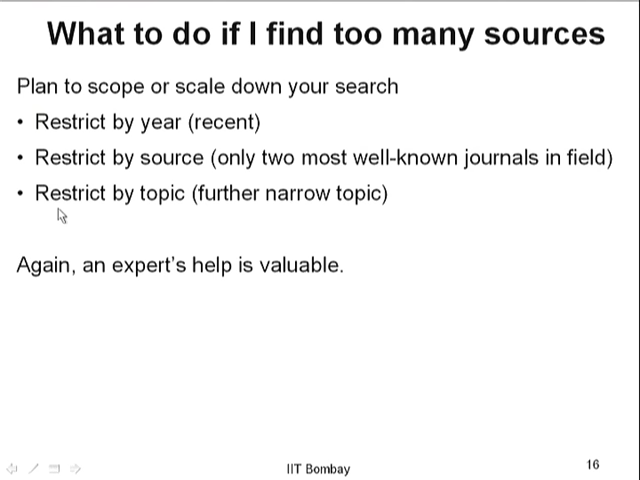 What to do if I find too many sources
Plan to scope or scale down your search
• Restrict by year (recent)
• Restrict by source (only two most well-known journals in field)
• Restrict by topic (further narrow topic)
Again, an expert's help is valuable.
IIT Bombay
16